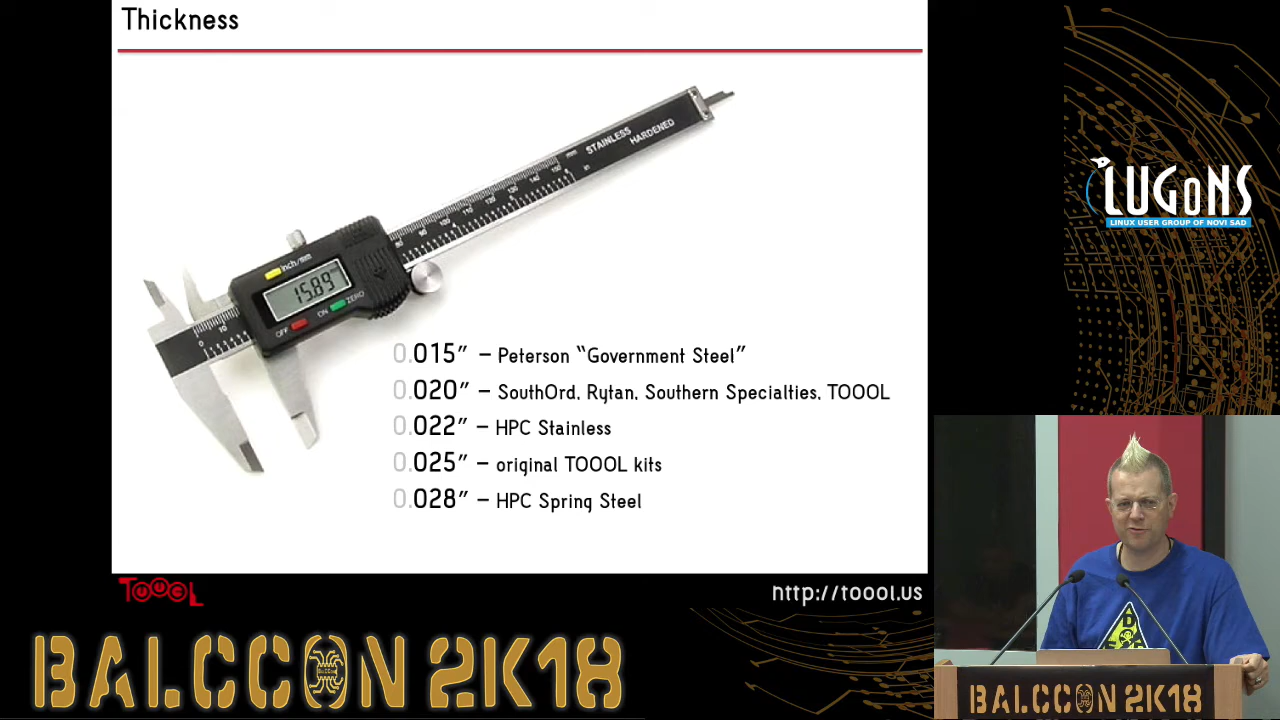 Thickness
STAINLESS
HARDENED
mm
in
inch/mm
15.89
OFF
ON
ZERO
0.015” – Peterson “Government Steel”
0.020” – SouthOrd, Rytan, Southern Specialties, TOOOL
0.022” – HPC Stainless
0.025” – original TOOOL kits
0.028” – HPC Spring Steel
TOOOL
http://toool.us
LUGoNS
LINUX USER GROUP OF NOVI SAD
BALCCON 2K18
BALCCON 2K18